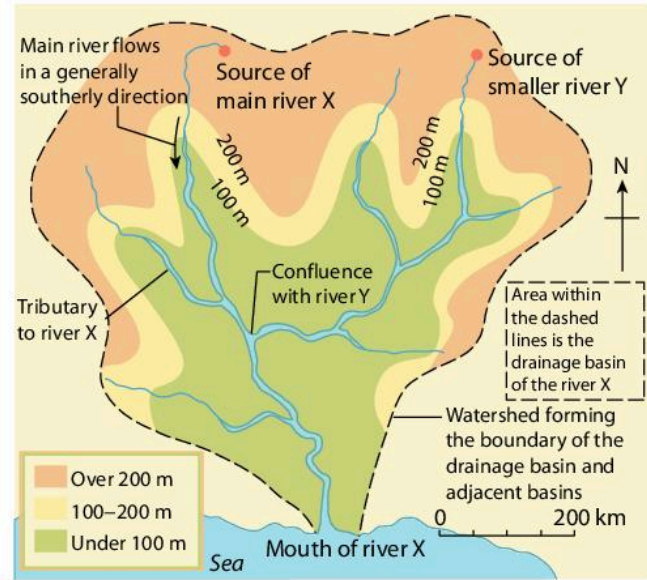 Main river flows
in a generally
southerly direction
Source of
main river X
Source of
smaller river Y
200 m
100 m
200 m
100 m
N
Confluence
with river Y
Tributary
to river X
Area within
the dashed
lines is the
drainage basin
of the river X
Watershed forming
the boundary of the
drainage basin and
adjacent basins
Over 200 m
100–200 m
Under 100 m
0 200 km
Mouth of river X
Sea